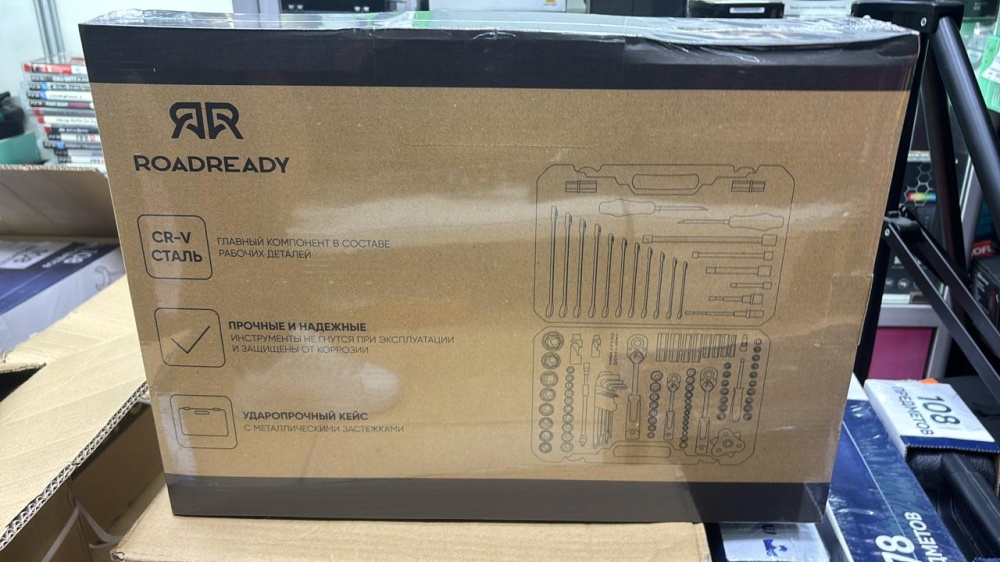 ROADREADY
CR-V
СТАЛЬ
ГЛАВНЫЙ КОМПОНЕНТ В СОСТАВЕ
РАБОЧИХ ДЕТАЛЕЙ
ПРОЧНЫЕ И НАДЕЖНЫЕ
ИНСТРУМЕНТЫ НЕ ГНУТСЯ ПРИ ЭКСПЛУАТАЦИИ
И ЗАЩИЩЕНЫ ОТ КОРРОЗИИ
УДАРОПРОЧНЫЙ КЕЙС
С МЕТАЛЛИЧЕСКИМИ ЗАСТЕЖКАМИ
108
ПРЕДМЕТОВ
78